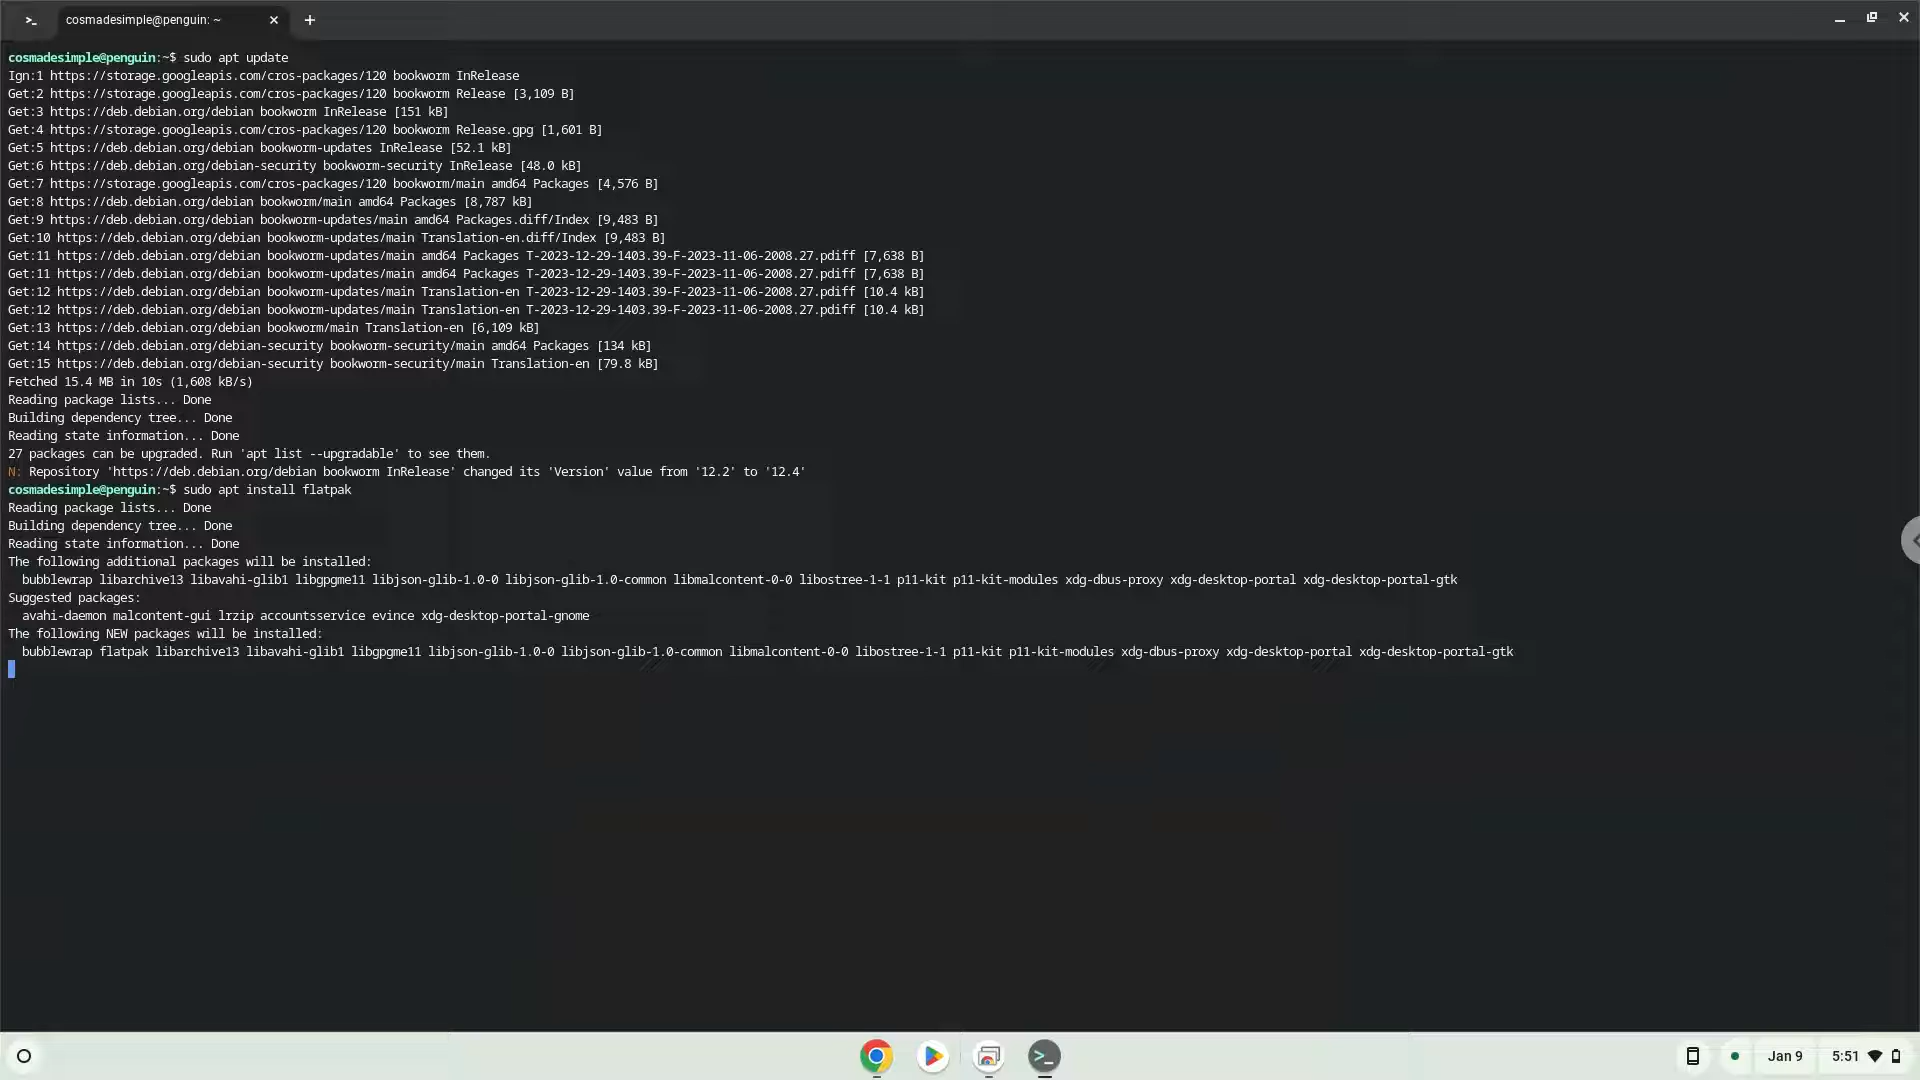 cosmadesimple@penguin: ~
cosmadesimple@penguin:~$ sudo apt update
Ign:1 https://storage.googleapis.com/cros-packages/120 bookworm InRelease
Get:2 https://storage.googleapis.com/cros-packages/120 bookworm Release [3,109 B]
Get:3 https://deb.debian.org/debian bookworm InRelease [151 kB]
Get:4 https://storage.googleapis.com/cros-packages/120 bookworm Release.gpg [1,601 B]
Get:5 https://deb.debian.org/debian bookworm-updates InRelease [52.1 kB]
Get:6 https://deb.debian.org/debian-security bookworm-security InRelease [48.0 kB]
Get:7 https://storage.googleapis.com/cros-packages/120 bookworm/main amd64 Packages [4,576 B]
Get:8 https://deb.debian.org/debian bookworm/main amd64 Packages [8,787 kB]
Get:9 https://deb.debian.org/debian bookworm-updates/main amd64 Packages.diff/Index [9,483 B]
Get:10 https://deb.debian.org/debian bookworm-updates/main Translation-en.diff/Index [9,483 B]
Get:11 https://deb.debian.org/debian bookworm-updates/main amd64 Packages T-2023-12-29-1403.39-F-2023-11-06-2008.27.pdiff [7,638 B]
Get:11 https://deb.debian.org/debian bookworm-updates/main amd64 Packages T-2023-12-29-1403.39-F-2023-11-06-2008.27.pdiff [7,638 B]
Get:12 https://deb.debian.org/debian bookworm-updates/main Translation-en T-2023-12-29-1403.39-F-2023-11-06-2008.27.pdiff [10.4 kB]
Get:12 https://deb.debian.org/debian bookworm-updates/main Translation-en T-2023-12-29-1403.39-F-2023-11-06-2008.27.pdiff [10.4 kB]
Get:13 https://deb.debian.org/debian bookworm/main Translation-en [6,109 kB]
Get:14 https://deb.debian.org/debian-security bookworm-security/main amd64 Packages [134 kB]
Get:15 https://deb.debian.org/debian-security bookworm-security/main Translation-en [79.8 kB]
Fetched 15.4 MB in 10s (1,608 kB/s)
Reading package lists... Done
Building dependency tree... Done
Reading state information... Done
27 packages can be upgraded. Run 'apt list --upgradable' to see them.
N: Repository 'https://deb.debian.org/debian bookworm InRelease' changed its 'Version' value from '12.2' to '12.4'
cosmadesimple@penguin:~$ sudo apt install flatpak
Reading package lists... Done
Building dependency tree... Done
Reading state information... Done
The following additional packages will be installed:
bubblewrap libarchive13 libavahi-glib1 libgpgme11 libjson-glib-1.0-0 libjson-glib-1.0-common libmalcontent-0-0 libostree-1-1 p11-kit p11-kit-modules xdg-dbus-proxy xdg-desktop-portal xdg-desktop-portal-gtk
Suggested packages:
avahi-daemon malcontent-gui lrzip accountsservice evince xdg-desktop-portal-gnome
The following NEW packages will be installed:
bubblewrap flatpak libarchive13 libavahi-glib1 libgpgme11 libjson-glib-1.0-0 libjson-glib-1.0-common libmalcontent-0-0 libostree-1-1 p11-kit p11-kit-modules xdg-dbus-proxy xdg-desktop-portal xdg-desktop-portal-gtk
Jan 9 5:51